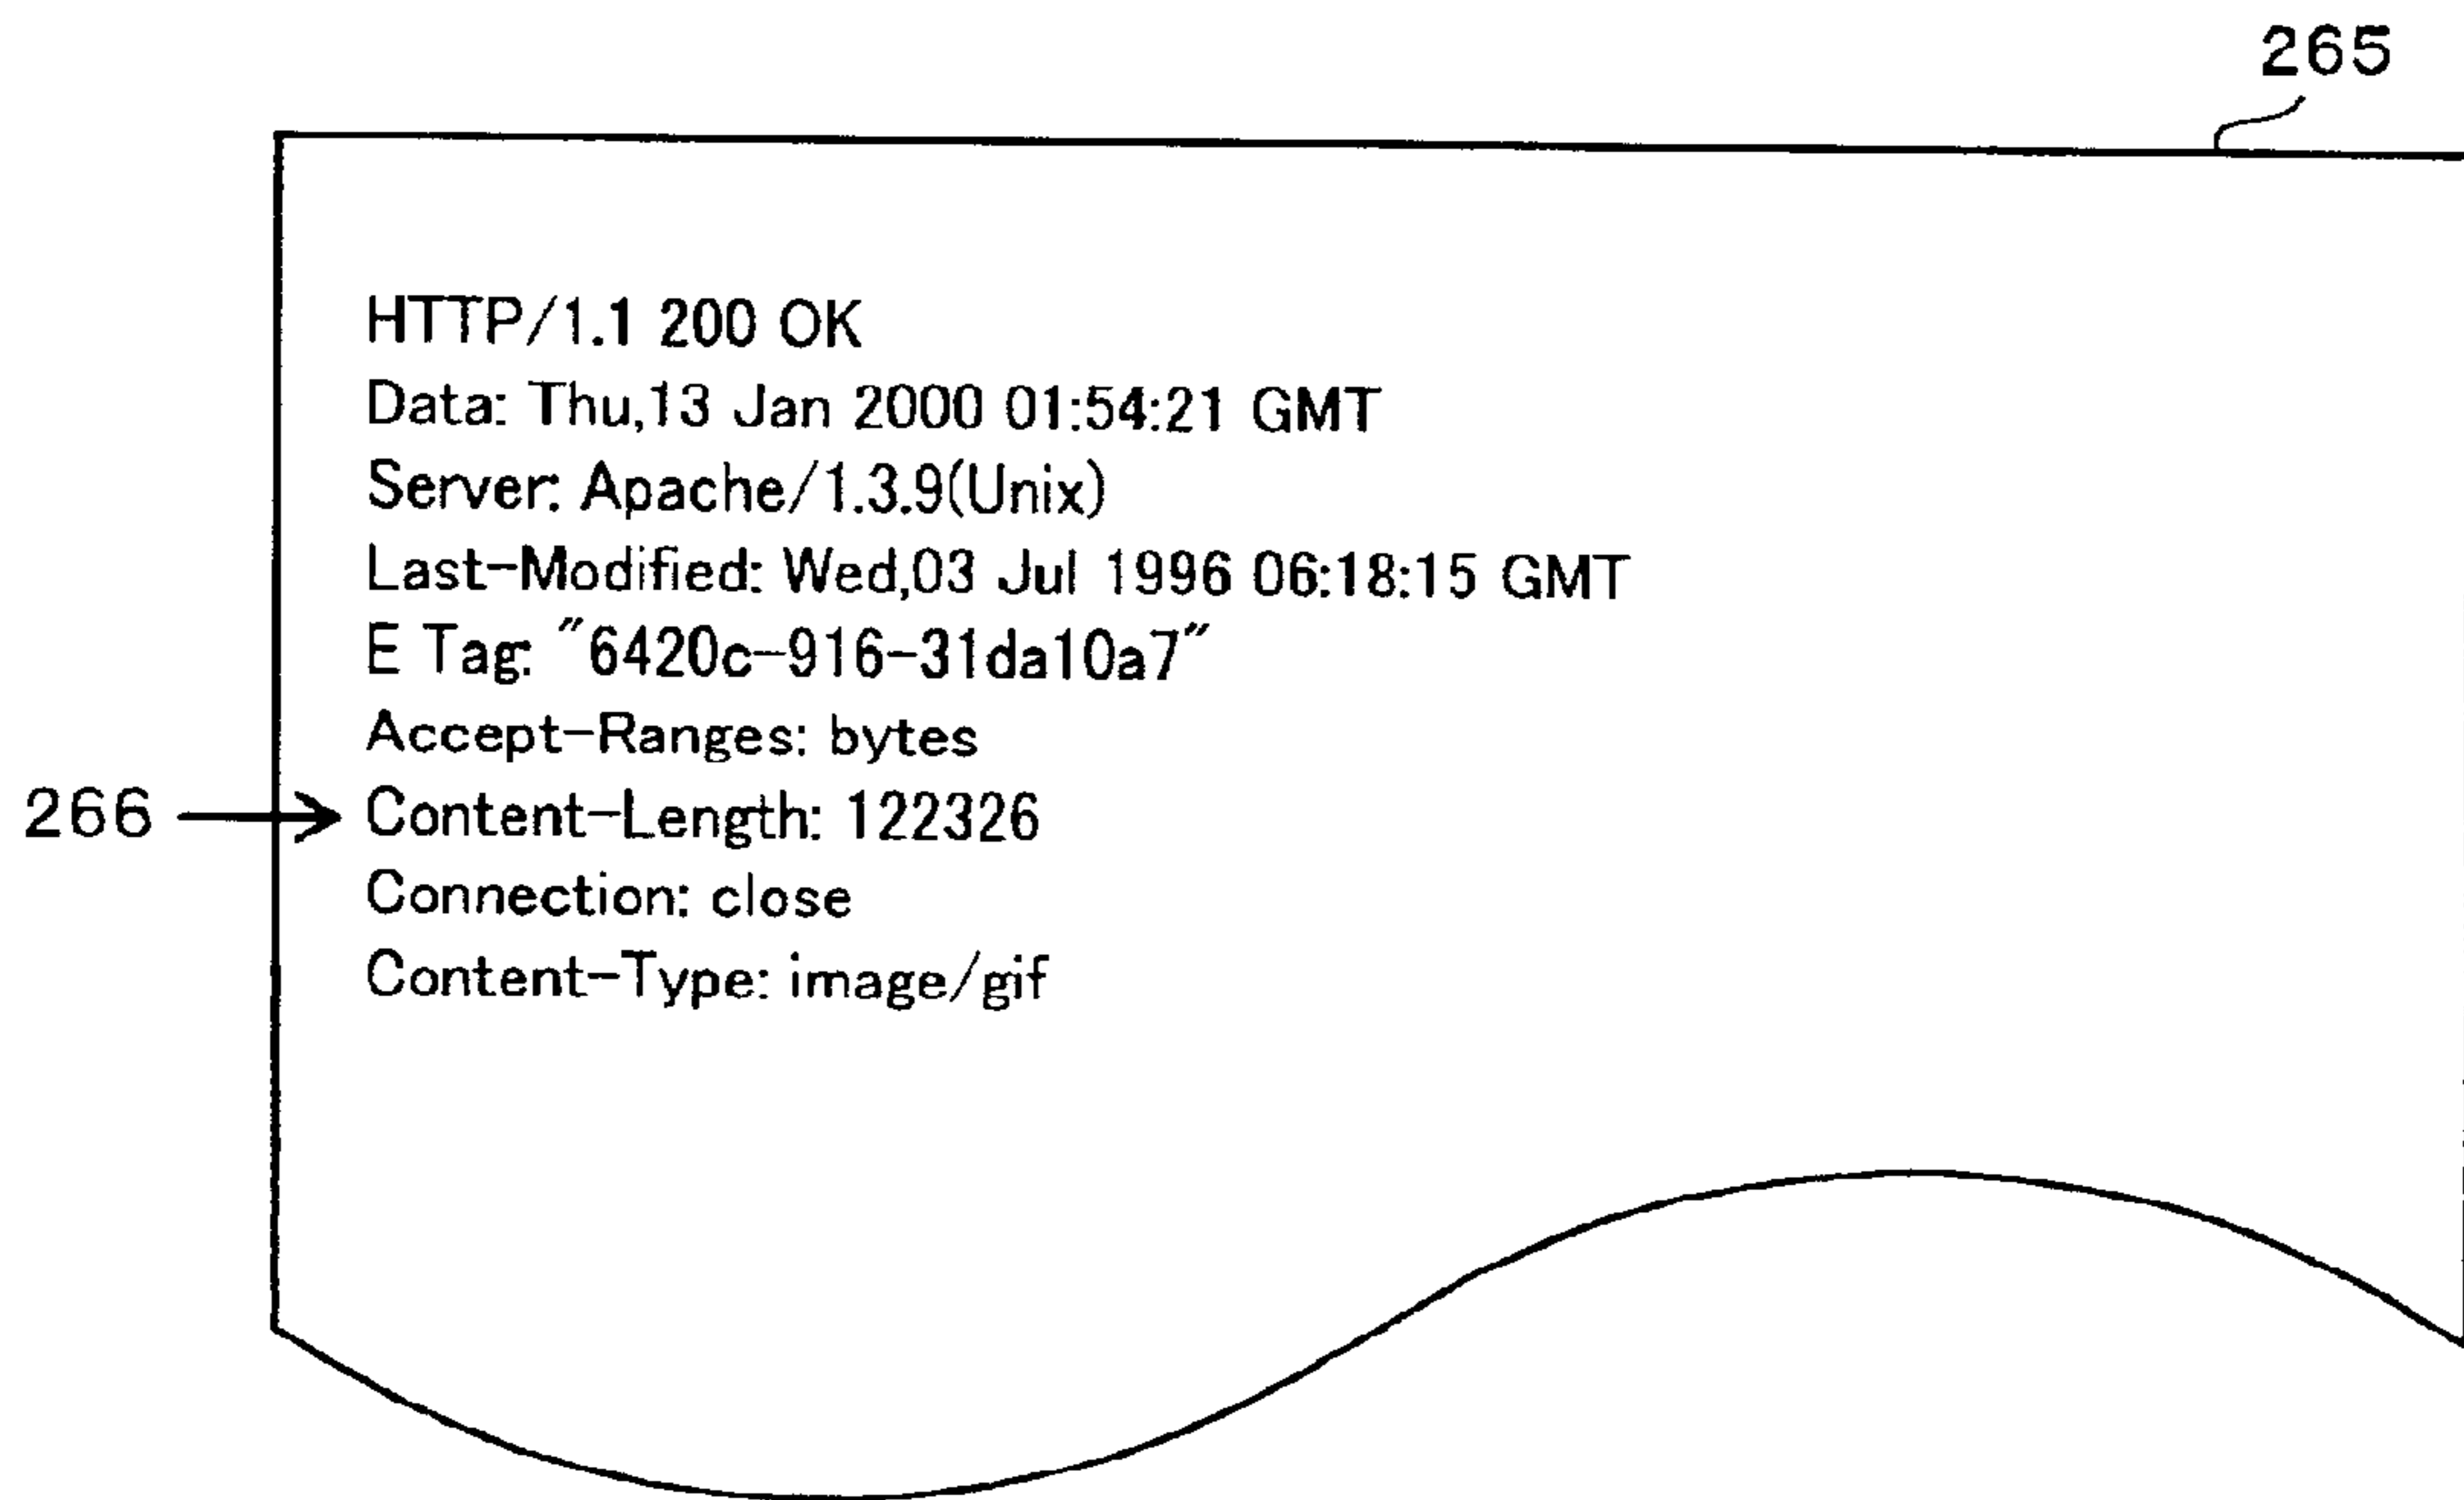 265
HTTP/1.1 200 OK
Data: Thu,13 Jan 2000 01:54:21 GMT
Server: Apache/1.3.9(Unix)
Last-Modified: Wed,03 Jul 1996 06:18:15 GMT
E Tag: "6420c-916-31da10a7"
Accept-Ranges: bytes
266 Content-Length: 122326
Connection: close
Content-Type: image/gif